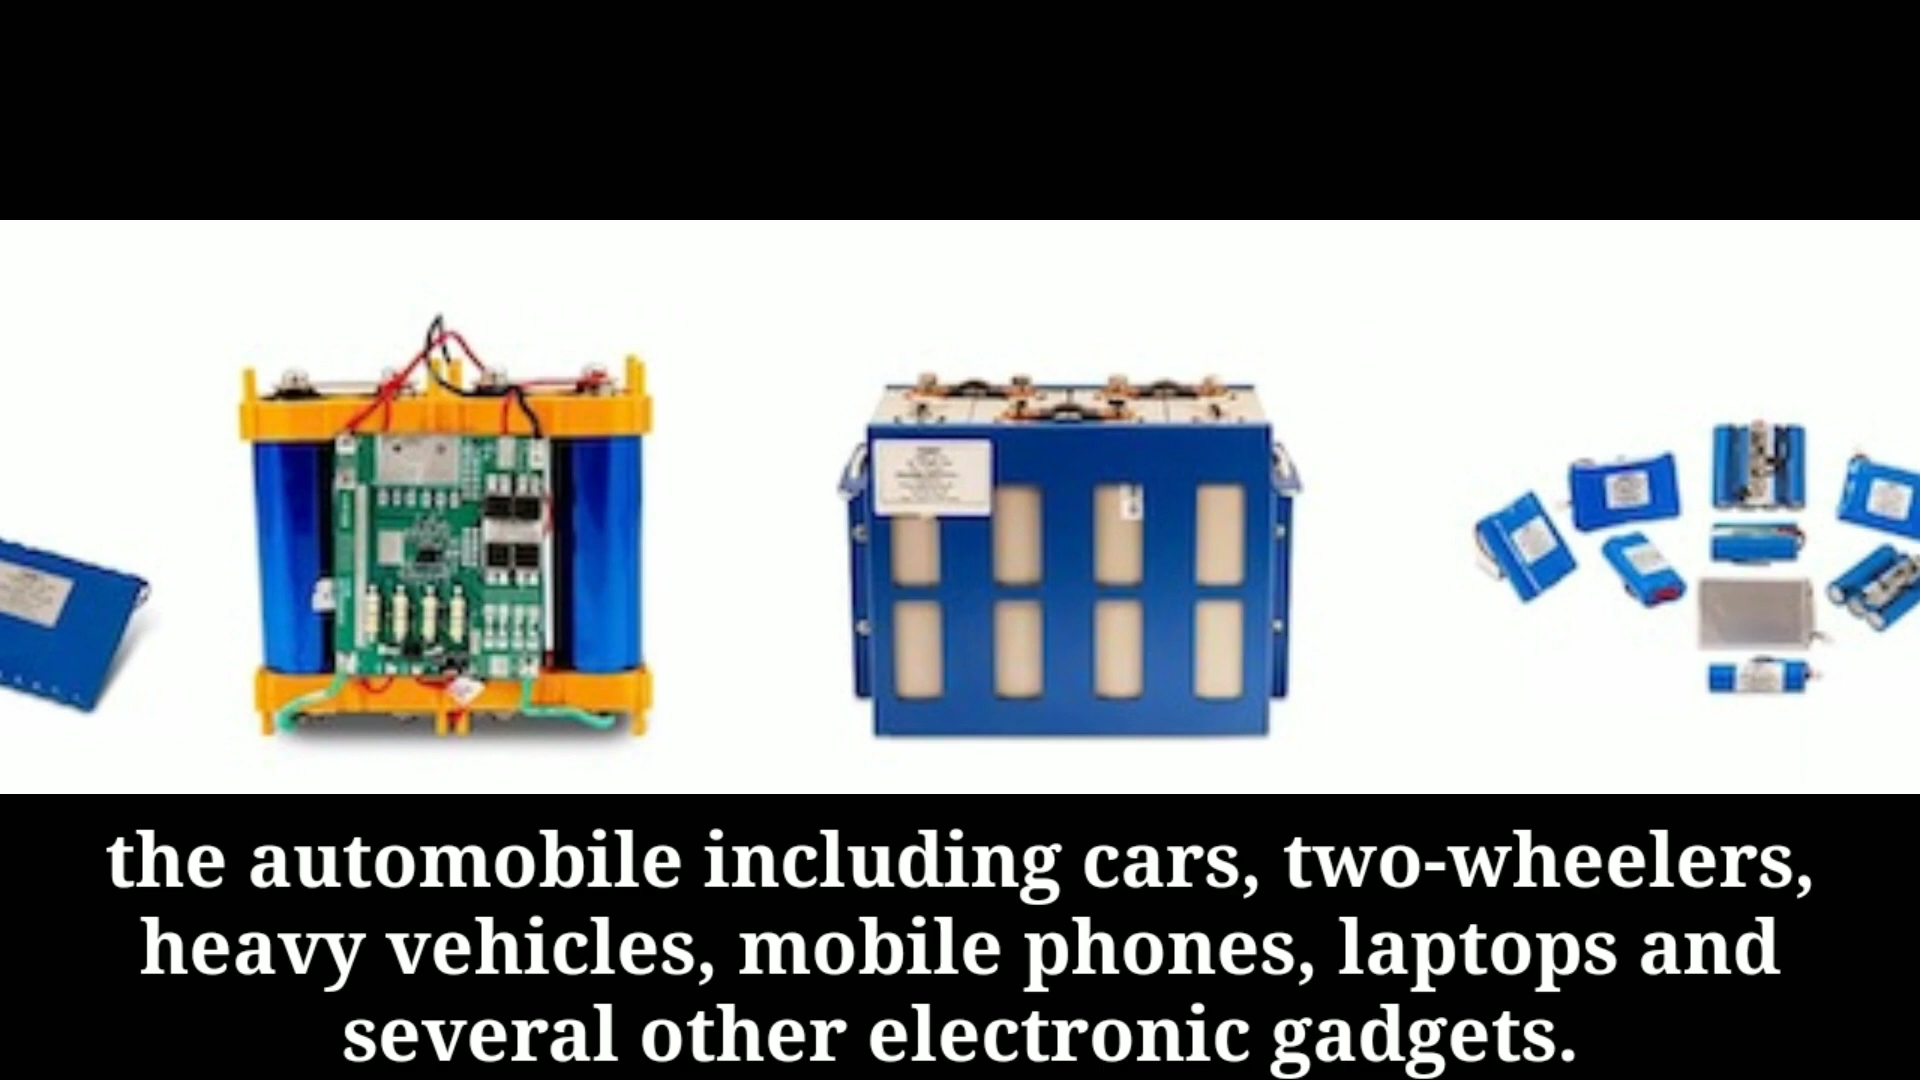 the automobile including cars, two-wheelers,
heavy vehicles, mobile phones, laptops and
several other electronic gadgets.